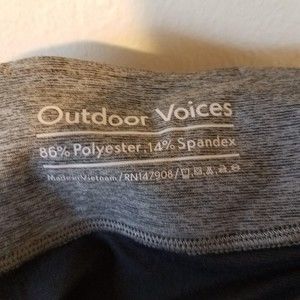 Outdoor Voices
86% Polyester 14% Spandex
Made in Vietnam / RN147908 /